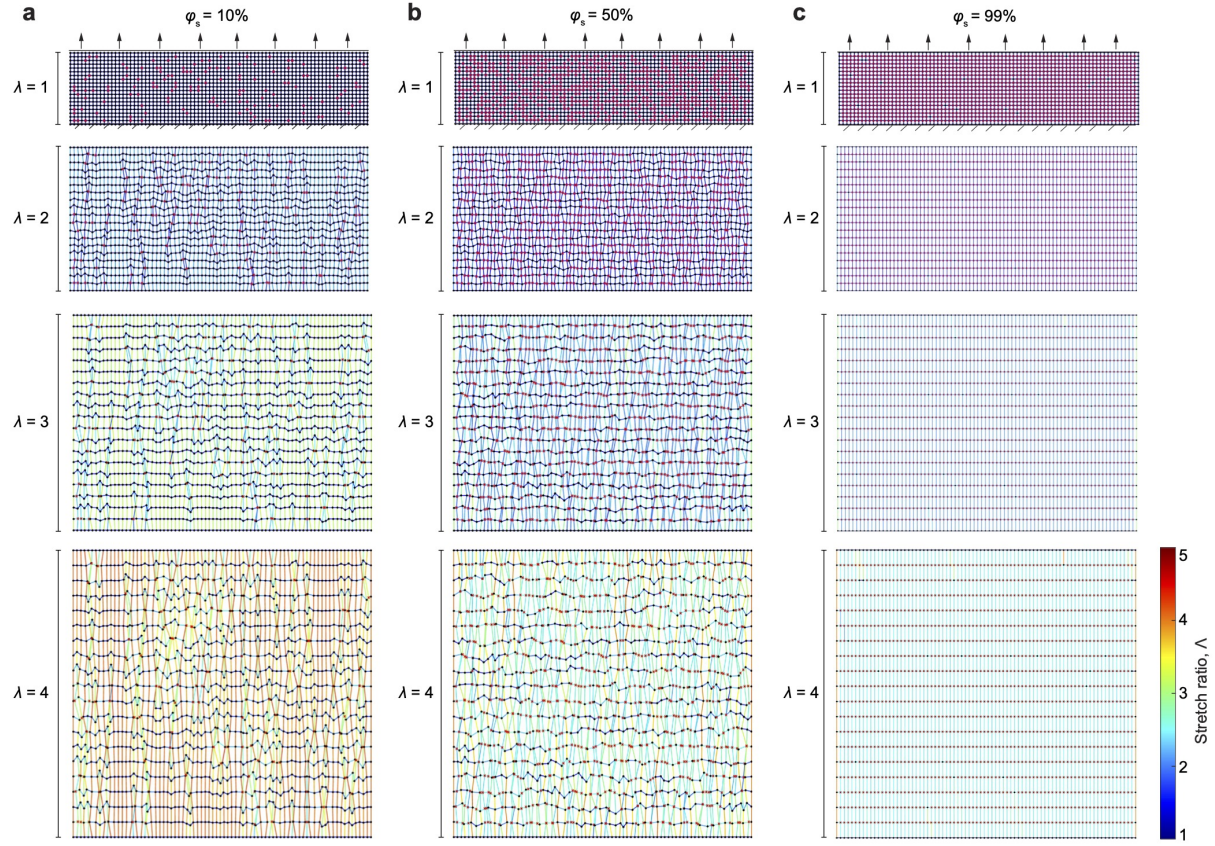 a
φs = 10%
b
φs = 50%
c
φs = 99%
λ = 1
λ = 1
λ = 1
λ = 2
λ = 2
λ = 2
λ = 3
λ = 3
λ = 3
λ = 4
λ = 4
λ = 4
5
4
3
2
1
Stretch ratio, Λ